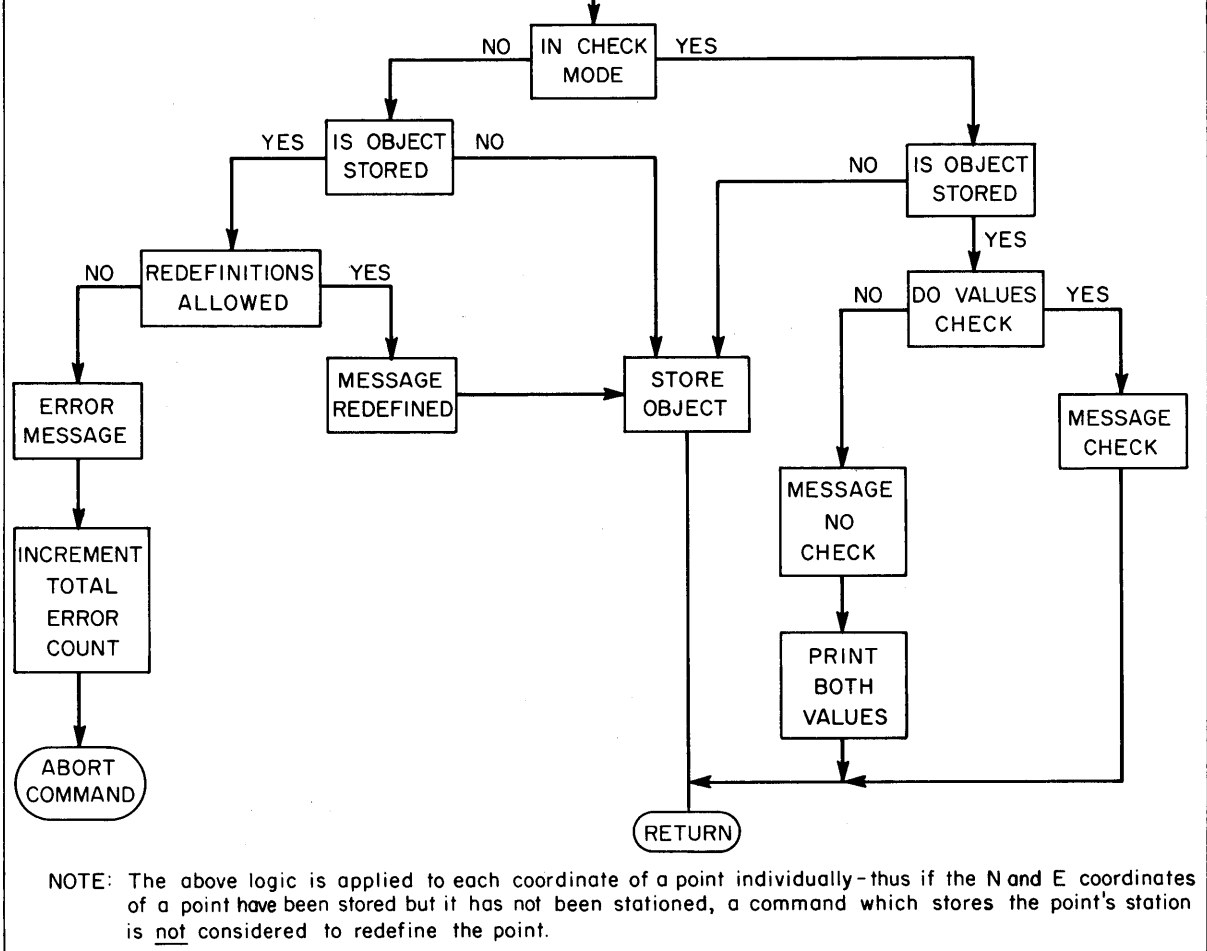 IN CHECK
MODE
NO
YES
IS OBJECT
STORED
YES
NO
IS OBJECT
STORED
NO
YES
REDEFINITIONS
ALLOWED
NO
YES
DO VALUES
CHECK
NO
YES
ERROR
MESSAGE
MESSAGE
REDEFINED
STORE
OBJECT
MESSAGE
CHECK
MESSAGE
NO
CHECK
INCREMENT
TOTAL
ERROR
COUNT
PRINT
BOTH
VALUES
ABORT
COMMAND
RETURN
NOTE: The above logic is applied to each coordinate of a point individually-thus if the N and E coordinates
of a point have been stored but it has not been stationed, a command which stores the point's station
is not considered to redefine the point.